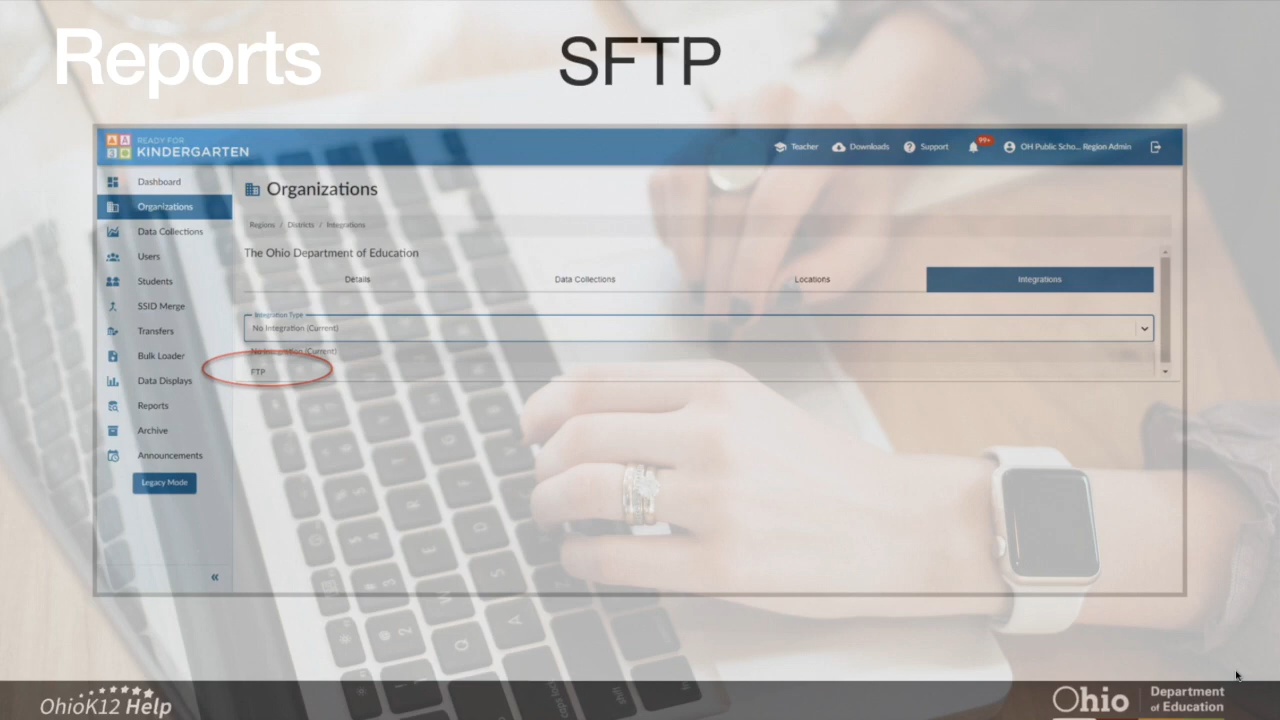 Reports
SFTP
READY FOR
KINDERGARTEN
Teacher
Downloads
Support
99+
OH Public Scho... Region Admin
Dashboard
Organizations
Data Collections
Users
Students
SSID Merge
Transfers
Bulk Loader
Data Displays
Reports
Archive
Announcements
Legacy Mode
«
Organizations
Regions / Districts / Integrations
The Ohio Department of Education
Details
Data Collections
Locations
Integrations
Integration Type
No Integration (Current)
No Integration (Current)
FTP
OhioK12 Help
Ohio
Department
of Education